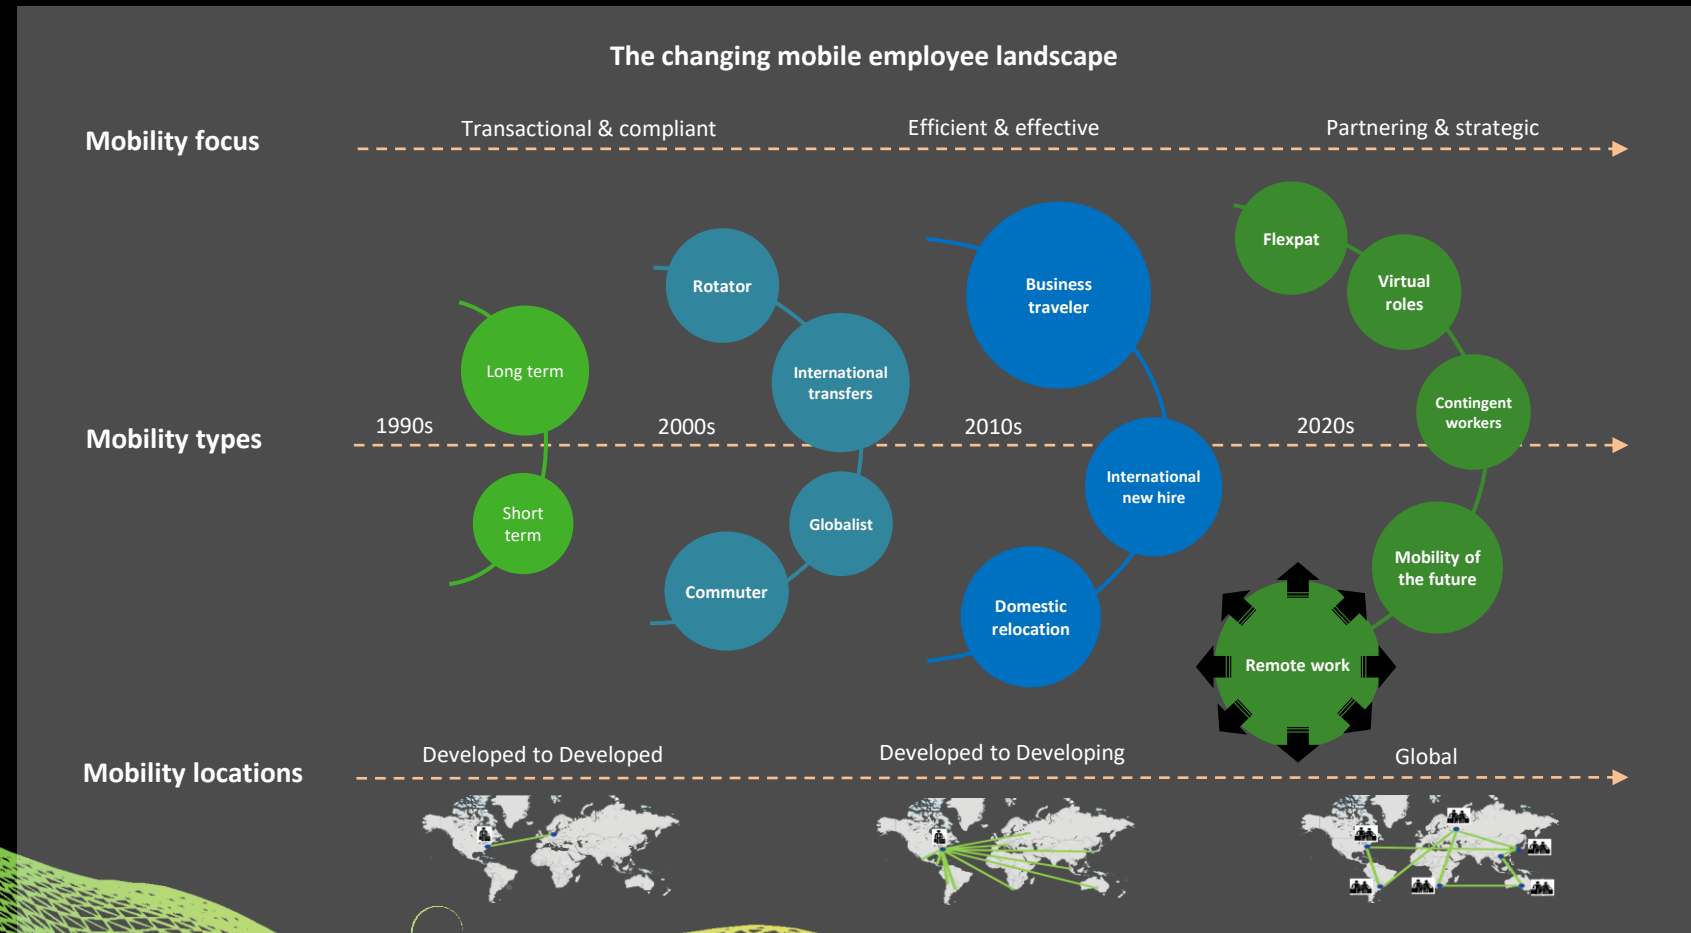 The changing mobile employee landscape
Mobility focus
Transactional & compliant
Efficient & effective
Partnering & strategic
Mobility types
1990s
Long term
Short
term
2000s
Rotator
International
transfers
Globalist
Commuter
2010s
Business
traveler
International
new hire
Domestic
relocation
2020s
Flexpat
Virtual
roles
Contingent
workers
Mobility of
the future
Remote work
Mobility locations
Developed to Developed
Developed to Developing
Global